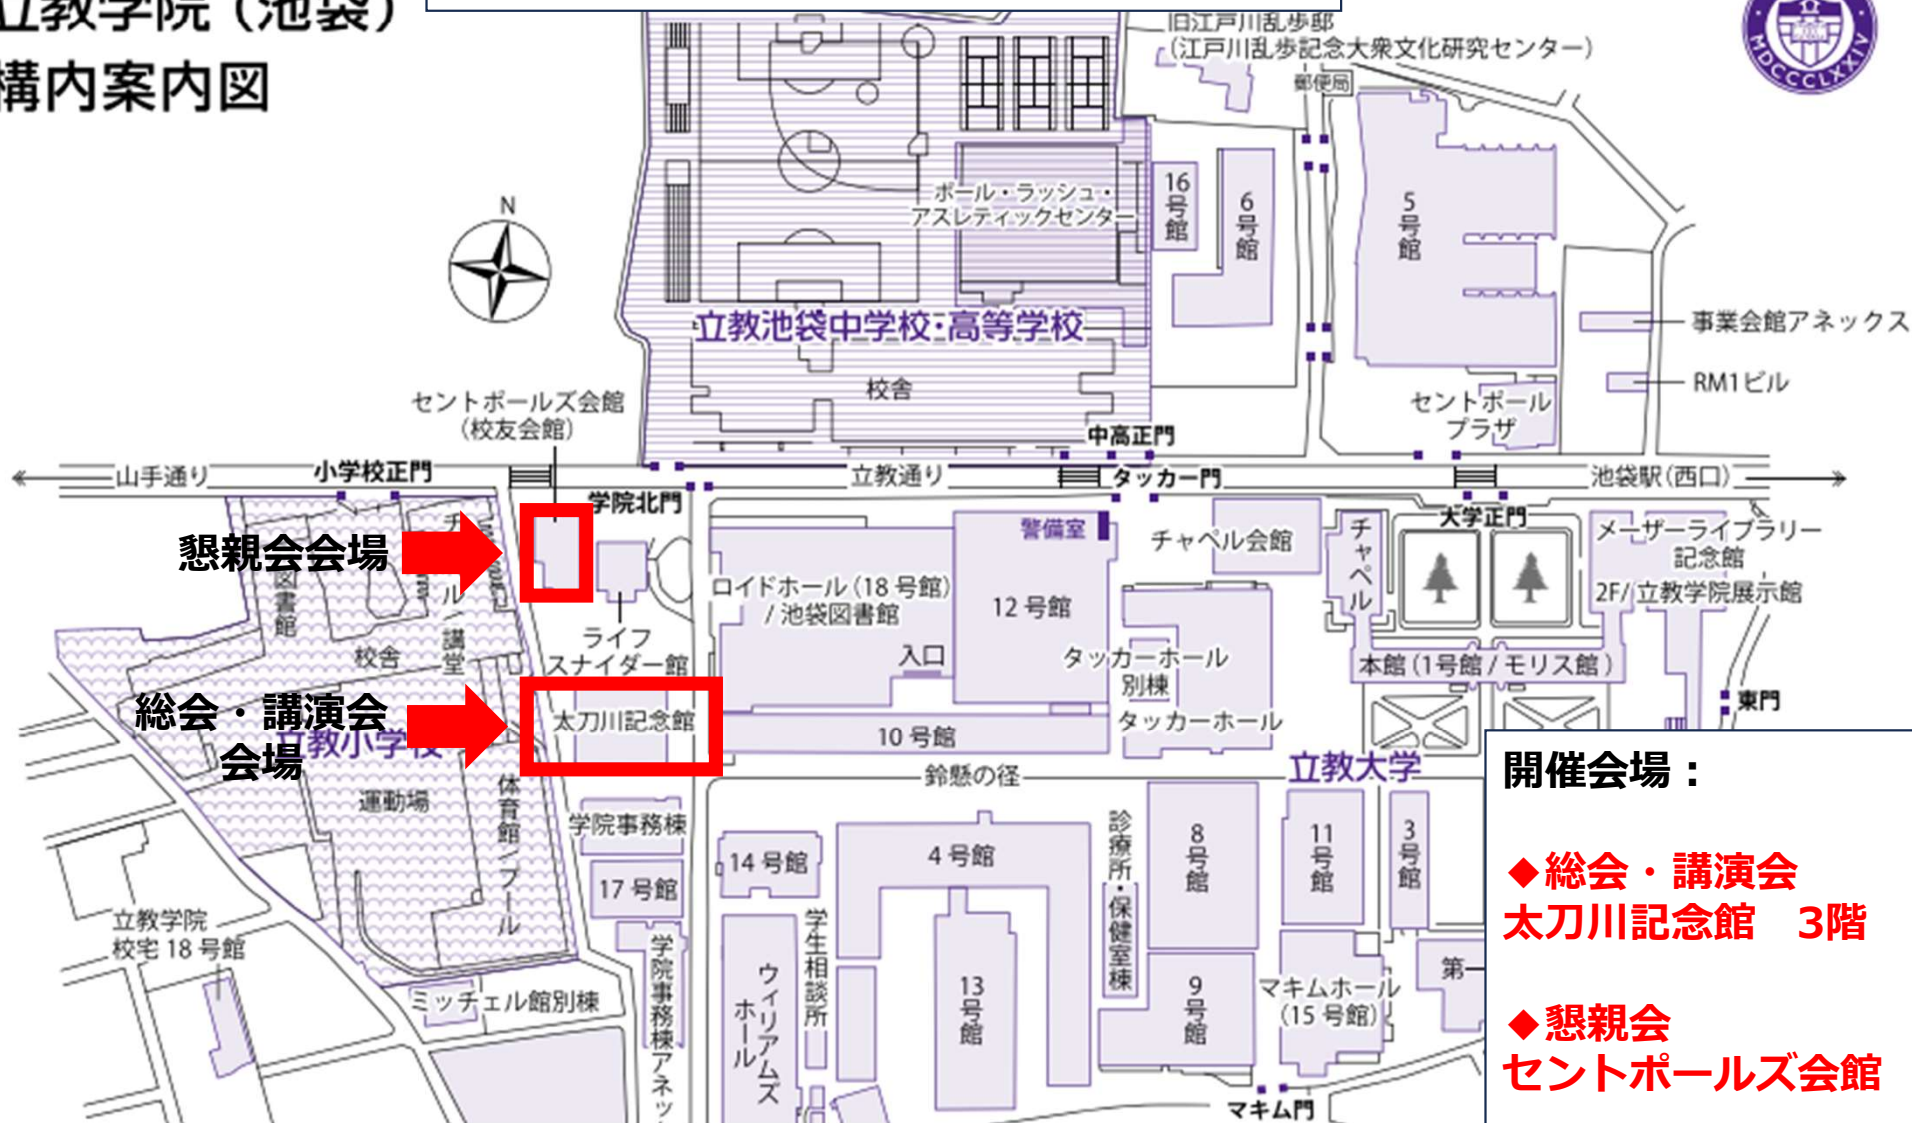 立教学院（池袋）
構内案内図
旧江戸川乱歩邸
（江戸川乱歩記念大衆文化研究センター）
郵便局
MDCCCLXXIV
N
ポール・ラッシュ・
アスレティックセンター
16号館
6号館
5号館
立教池袋中学校・高等学校
事業会館アネックス
校舎
RM1ビル
セントポールズ会館
（校友会館）
セントポール
プラザ
中高正門
山手通り
小学校正門
立教通り
タッカー門
池袋駅（西口）
学院北門
大学正門
懇親会会場
図書館
講堂
警備室
チャペル会館
チャペル
メーザーライブラリー
記念館
2F/ 立教学院展示館
ロイドホール（18 号館）
/ 池袋図書館
12 号館
ライフ
スナイダー館
校舎
入口
タッカーホール
別棟
本館（1号館 / モリス館）
東門
総会・講演会
会場
立教小学校
太刀川記念館
10 号館
タッカーホール
鈴懸の径
立教大学
運動場
体育館／プール
学院事務棟
14 号館
4 号館
診療所・保健室棟
8号館
11号館
3号館
17 号館
立教学院
校宅 18 号館
学院事務棟アネッ
ウィリアムズホール
学生相談所
13号館
9号館
マキムホール
（15 号館）
第一
ミッチェル館別棟
マキム門
開催会場：
◆総会・講演会
太刀川記念館　3階
◆懇親会
セントポールズ会館